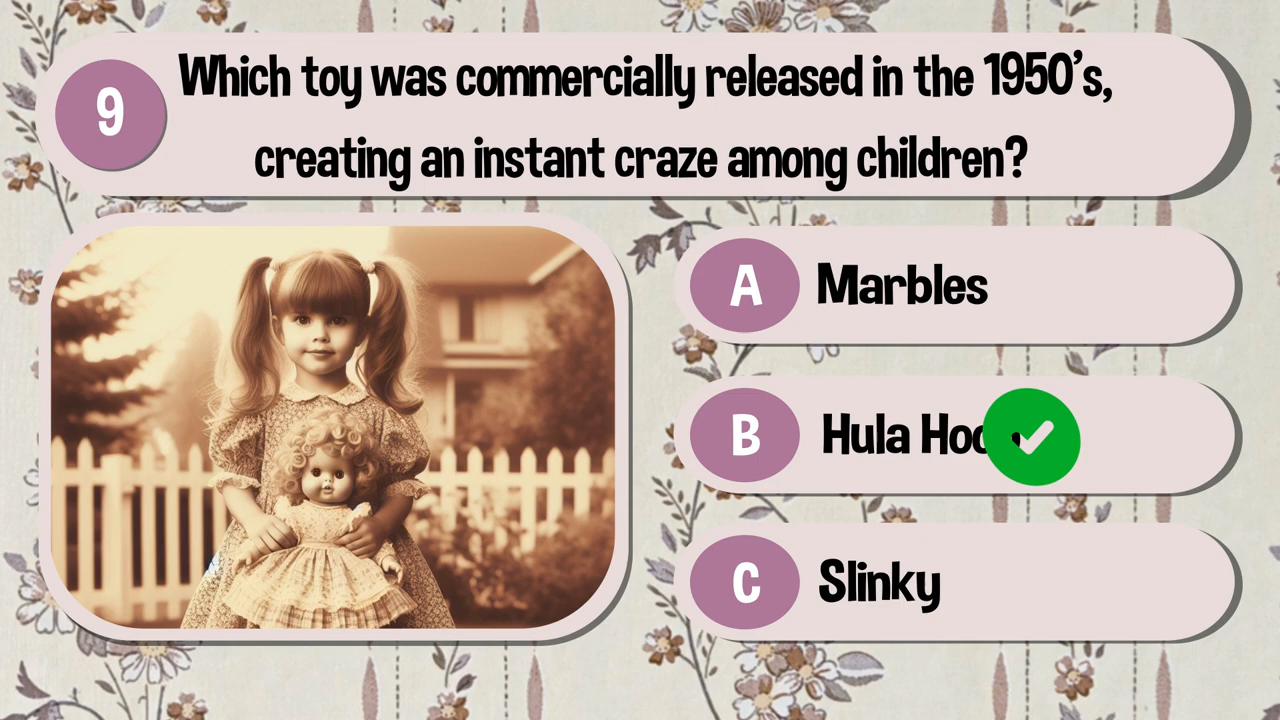 9
Which toy was commercially released in the 1950's,
creating an instant craze among children?
A Marbles
B Hula
C Slinky